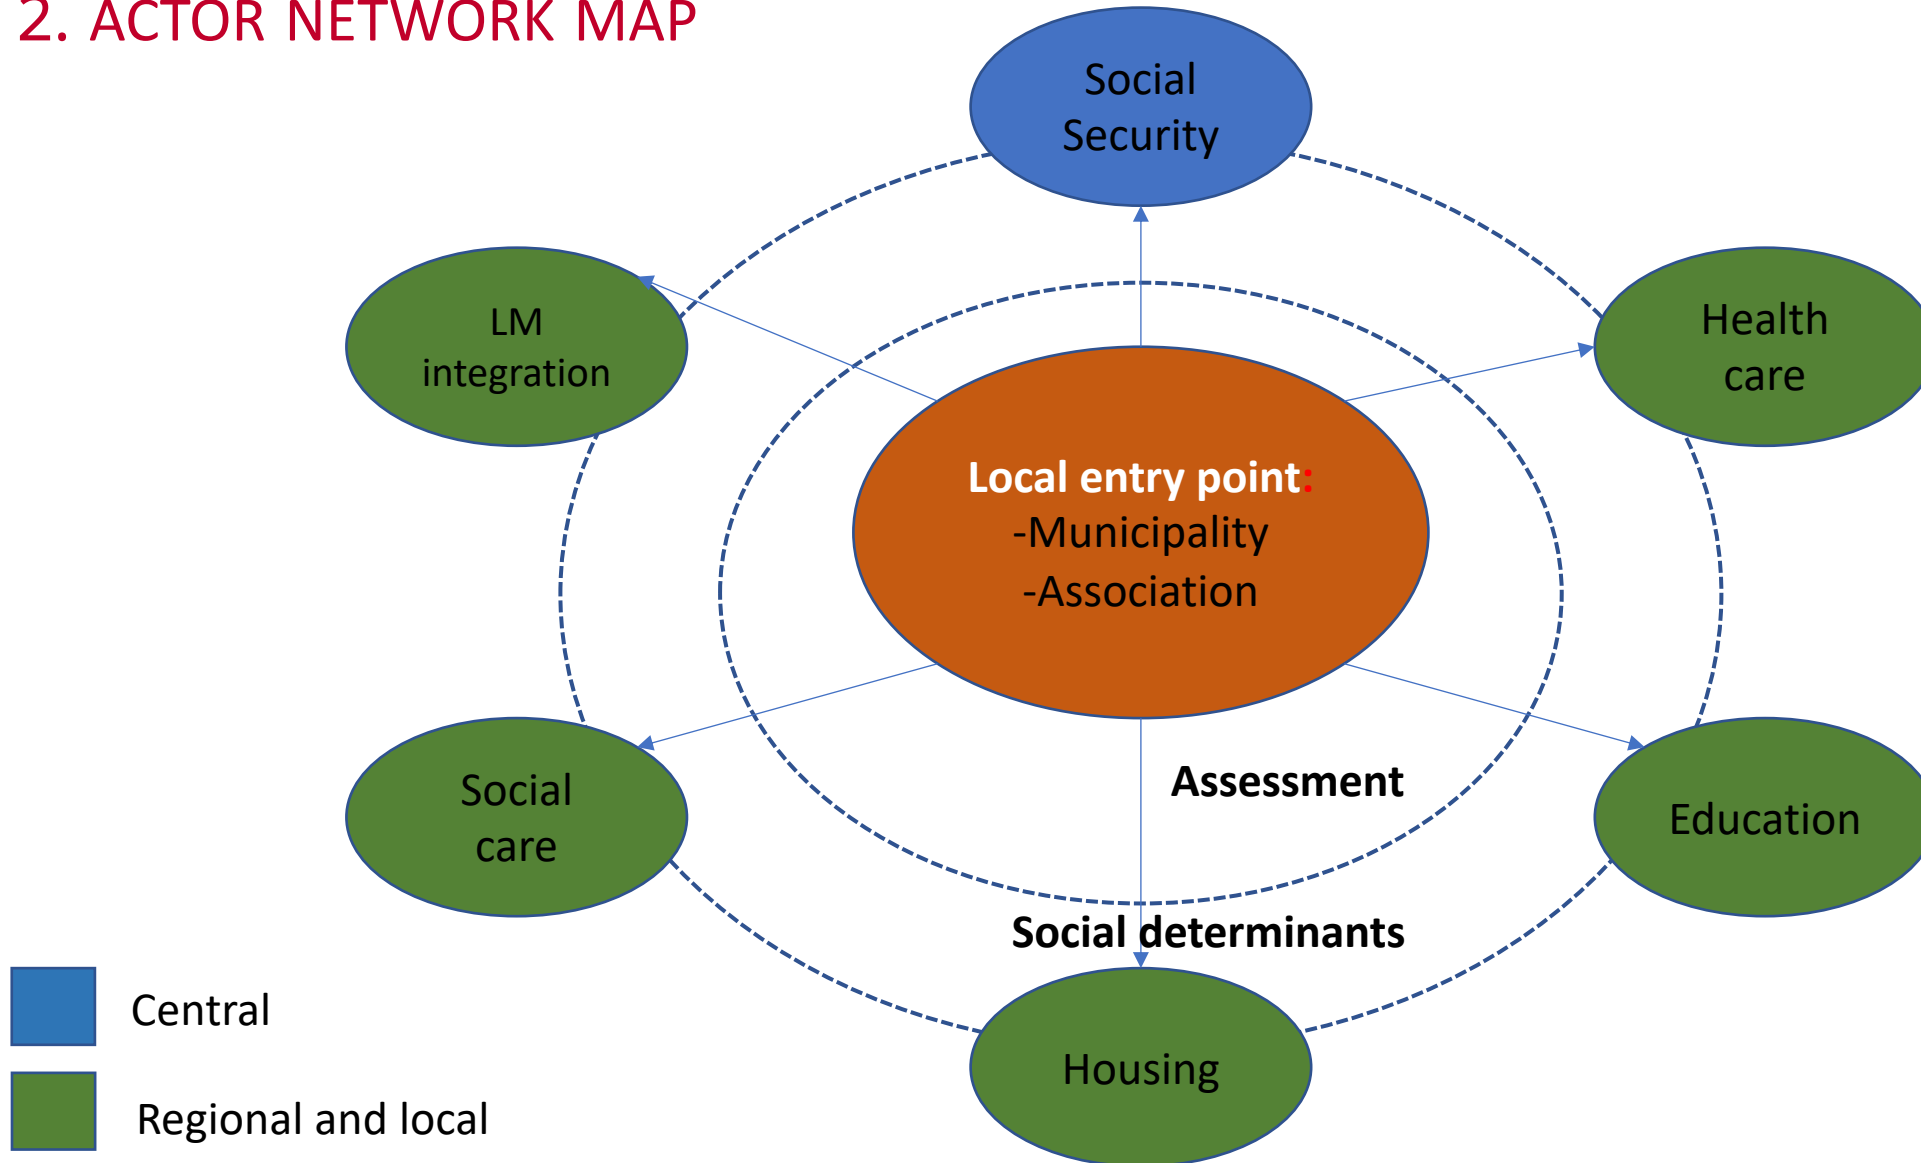 2. ACTOR NETWORK MAP
Social
Security
LM
integration
Health
care
Local entry point:
-Municipality
-Association
Assessment
Social
care
Education
Social determinants
Housing
Central
Regional and local